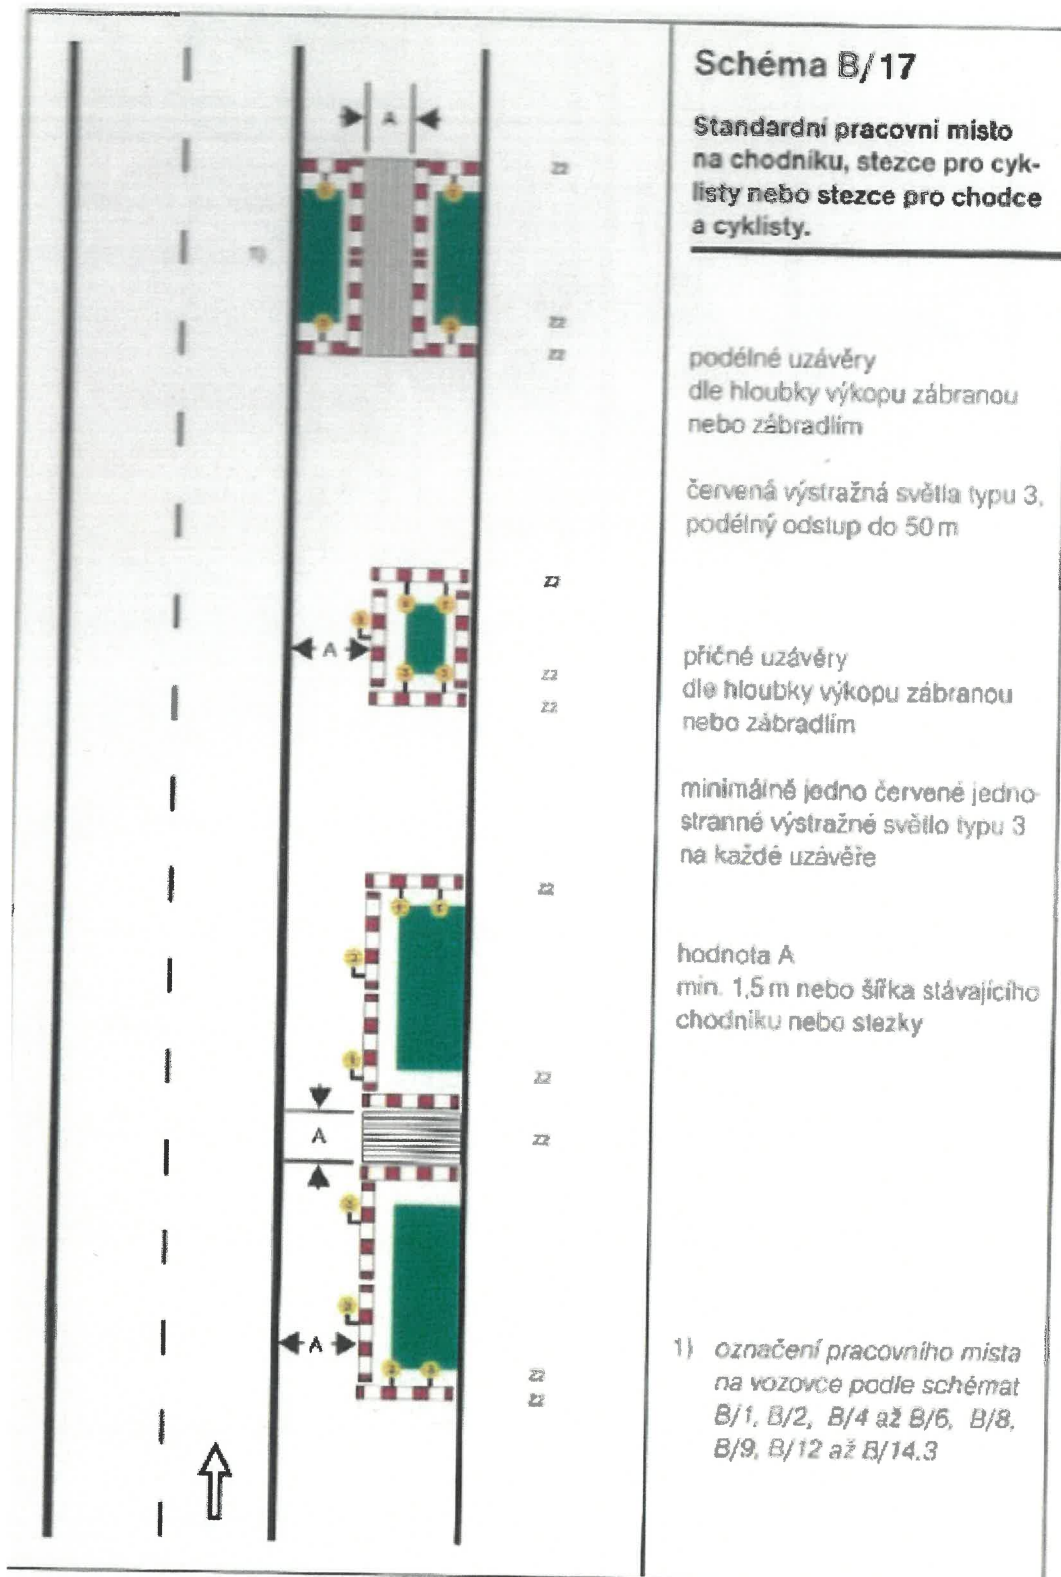 Schéma B/17
Standardní pracovní místo
na chodníku, stezce pro cyk-
listy nebo stezce pro chodce
a cyklisty.
A
Z2
1)
Z2
Z2
podélné uzávěry
dle hloubky výkopu zábranou
nebo zábradlím
červená výstražná světla typu 3,
podélný odstup do 50 m
Z2
A
Z2
Z2
příčné uzávěry
dle hloubky výkopu zábranou
nebo zábradlím
minimálně jedno červené jedno-
stranné výstražné světlo typu 3
na každé uzávěře
Z2
hodnota A
min. 1,5 m nebo šířka stávajícího
chodníku nebo stezky
Z2
A
Z2
A
Z2
Z2
1) označení pracovního místa
na vozovce podle schémat
B/1, B/2, B/4 až B/6, B/8,
B/9, B/12 až B/14.3